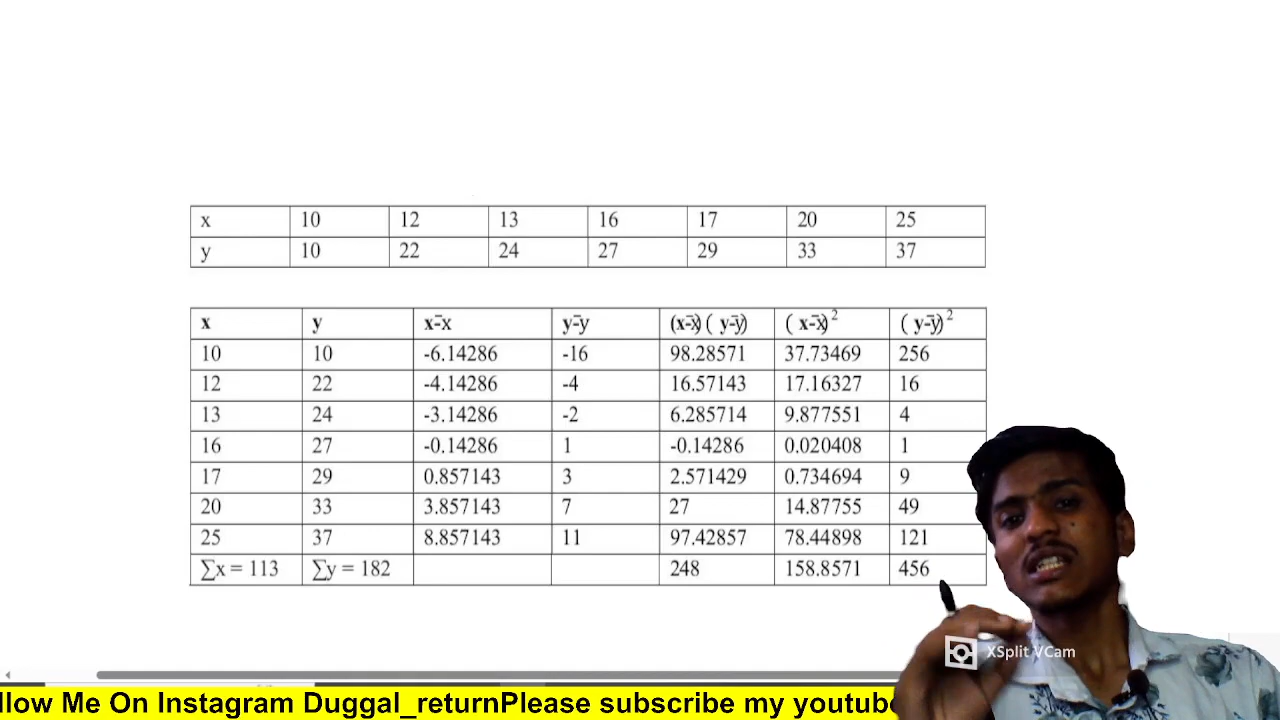 x 10 12 13 16 17 20 25
y 10 22 24 27 29 33 37
x y x-x̄ y-ȳ (x-x̄) ( y-ȳ) ( x-x̄)² ( y-ȳ)²
10 10 -6.14286 -16 98.28571 37.73469 256
12 22 -4.14286 -4 16.57143 17.16327 16
13 24 -3.14286 -2 6.285714 9.877551 4
16 27 -0.14286 1 -0.14286 0.020408 1
17 29 0.857143 3 2.571429 0.734694 9
20 33 3.857143 7 27 14.87755 49
25 37 8.857143 11 97.42857 78.44898 121
∑x = 113 ∑y = 182 248 158.8571 456
XSplit VCam
llow Me On Instagram Duggal_returnPlease subscribe my youtube